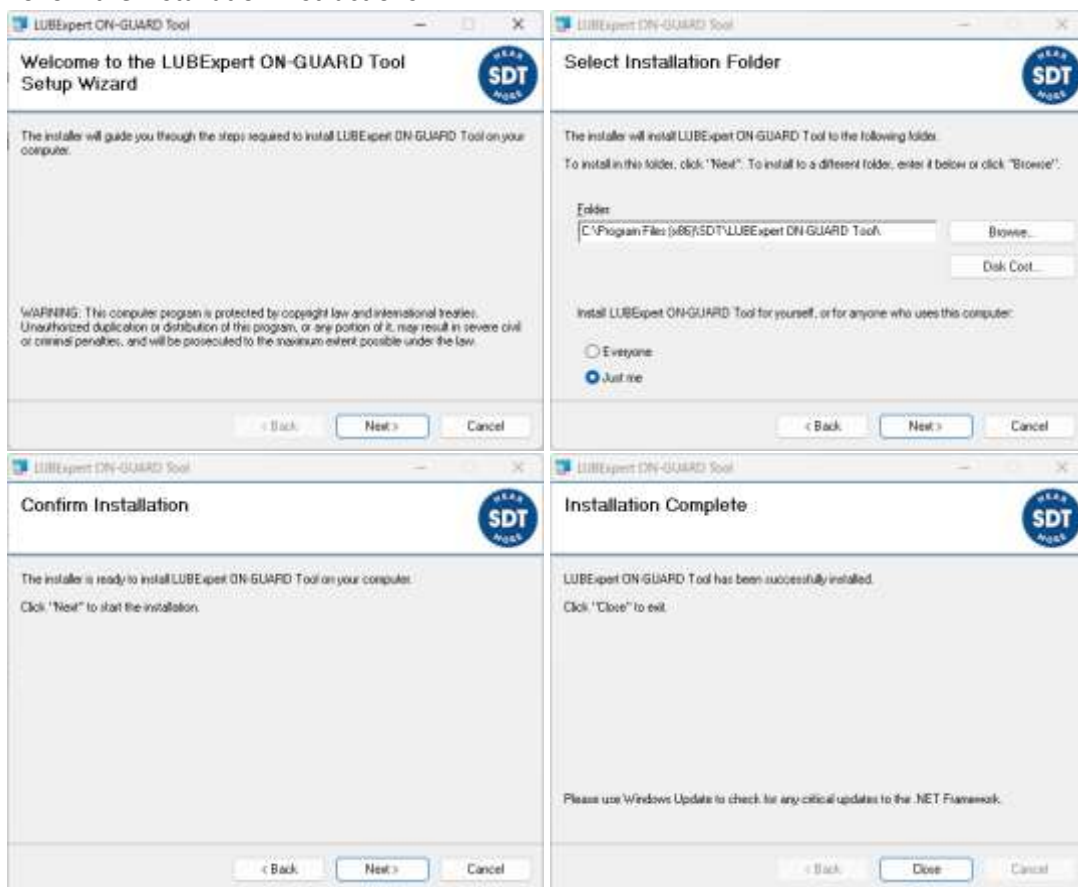 LUBExpert ON-GUARD Tool
Welcome to the LUBExpert ON-GUARD Tool
Setup Wizard
HEAR
SDT
MORE
The installer will guide you through the steps required to install LUBExpert ON-GUARD Tool on your
computer.
WARNING: This computer program is protected by copyright law and international treaties.
Unauthorized duplication or distribution of this program, or any portion of it, may result in severe civil
or criminal penalties, and will be prosecuted to the maximum extent possible under the law.
< Back
Next >
Cancel
LUBExpert ON-GUARD Tool
Select Installation Folder
HEAR
SDT
MORE
The installer will install LUBExpert ON-GUARD Tool to the following folder.
To install in this folder, click "Next". To install to a different folder, enter it below or click "Browse".
Folder:
C:\Program Files (x86)\SDT\LUBExpert ON-GUARD Tool\
Browse...
Disk Cost...
Install LUBExpert ON-GUARD Tool for yourself, or for anyone who uses this computer:
Everyone
Just me
< Back
Next >
Cancel
LUBExpert ON-GUARD Tool
Confirm Installation
HEAR
SDT
MORE
The installer is ready to install LUBExpert ON-GUARD Tool on your computer.
Click "Next" to start the installation.
< Back
Next >
Cancel
LUBExpert ON-GUARD Tool
Installation Complete
HEAR
SDT
MORE
LUBExpert ON-GUARD Tool has been successfully installed.
Click "Close" to exit.
Please use Windows Update to check for any critical updates to the .NET Framework.
< Back
Close
Cancel